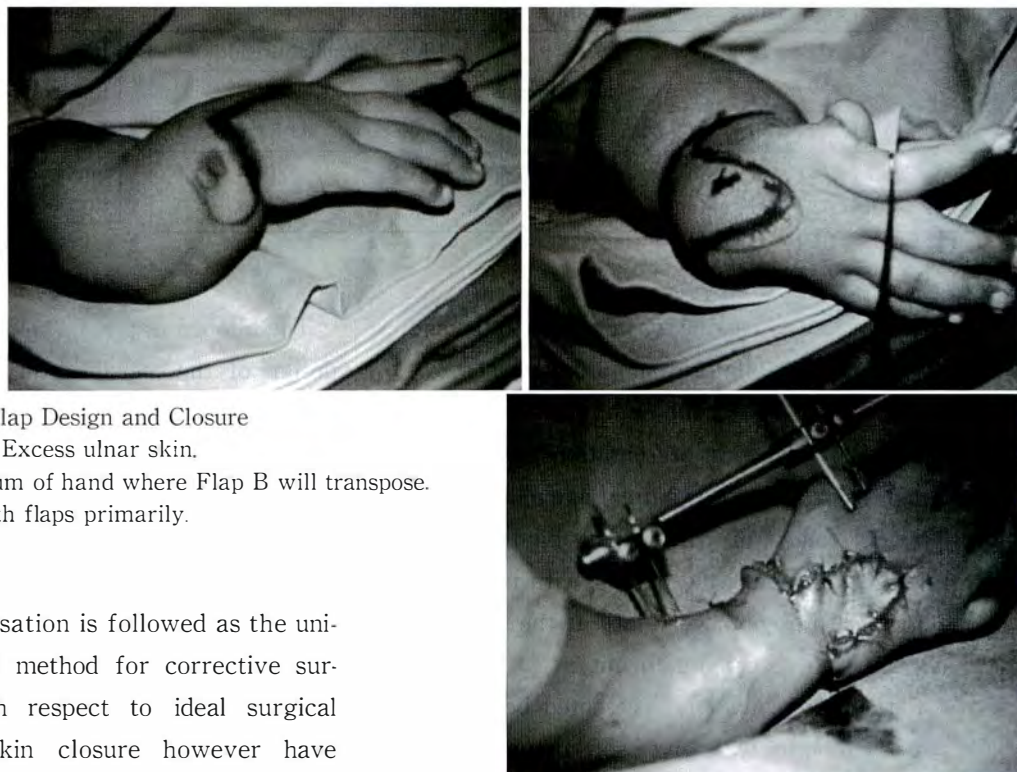 lap Design and Closure
Excess ulnar skin.
um of hand where Flap B will transpose.
th flaps primarily.
sation is followed as the uni-
method for corrective sur-
respect to ideal surgical
kin closure however have